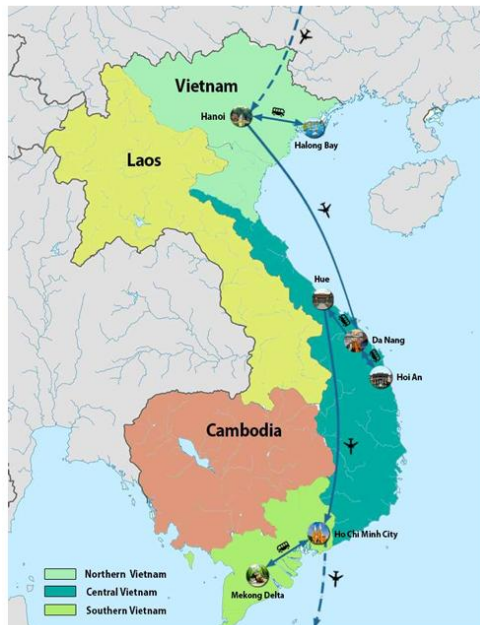 Vietnam
Hanoi
Halong Bay
Laos
Hue
Da Nang
Hoi An
Cambodia
Ho Chi Minh City
Mekong Delta
Northern Vietnam
Central Vietnam
Southern Vietnam